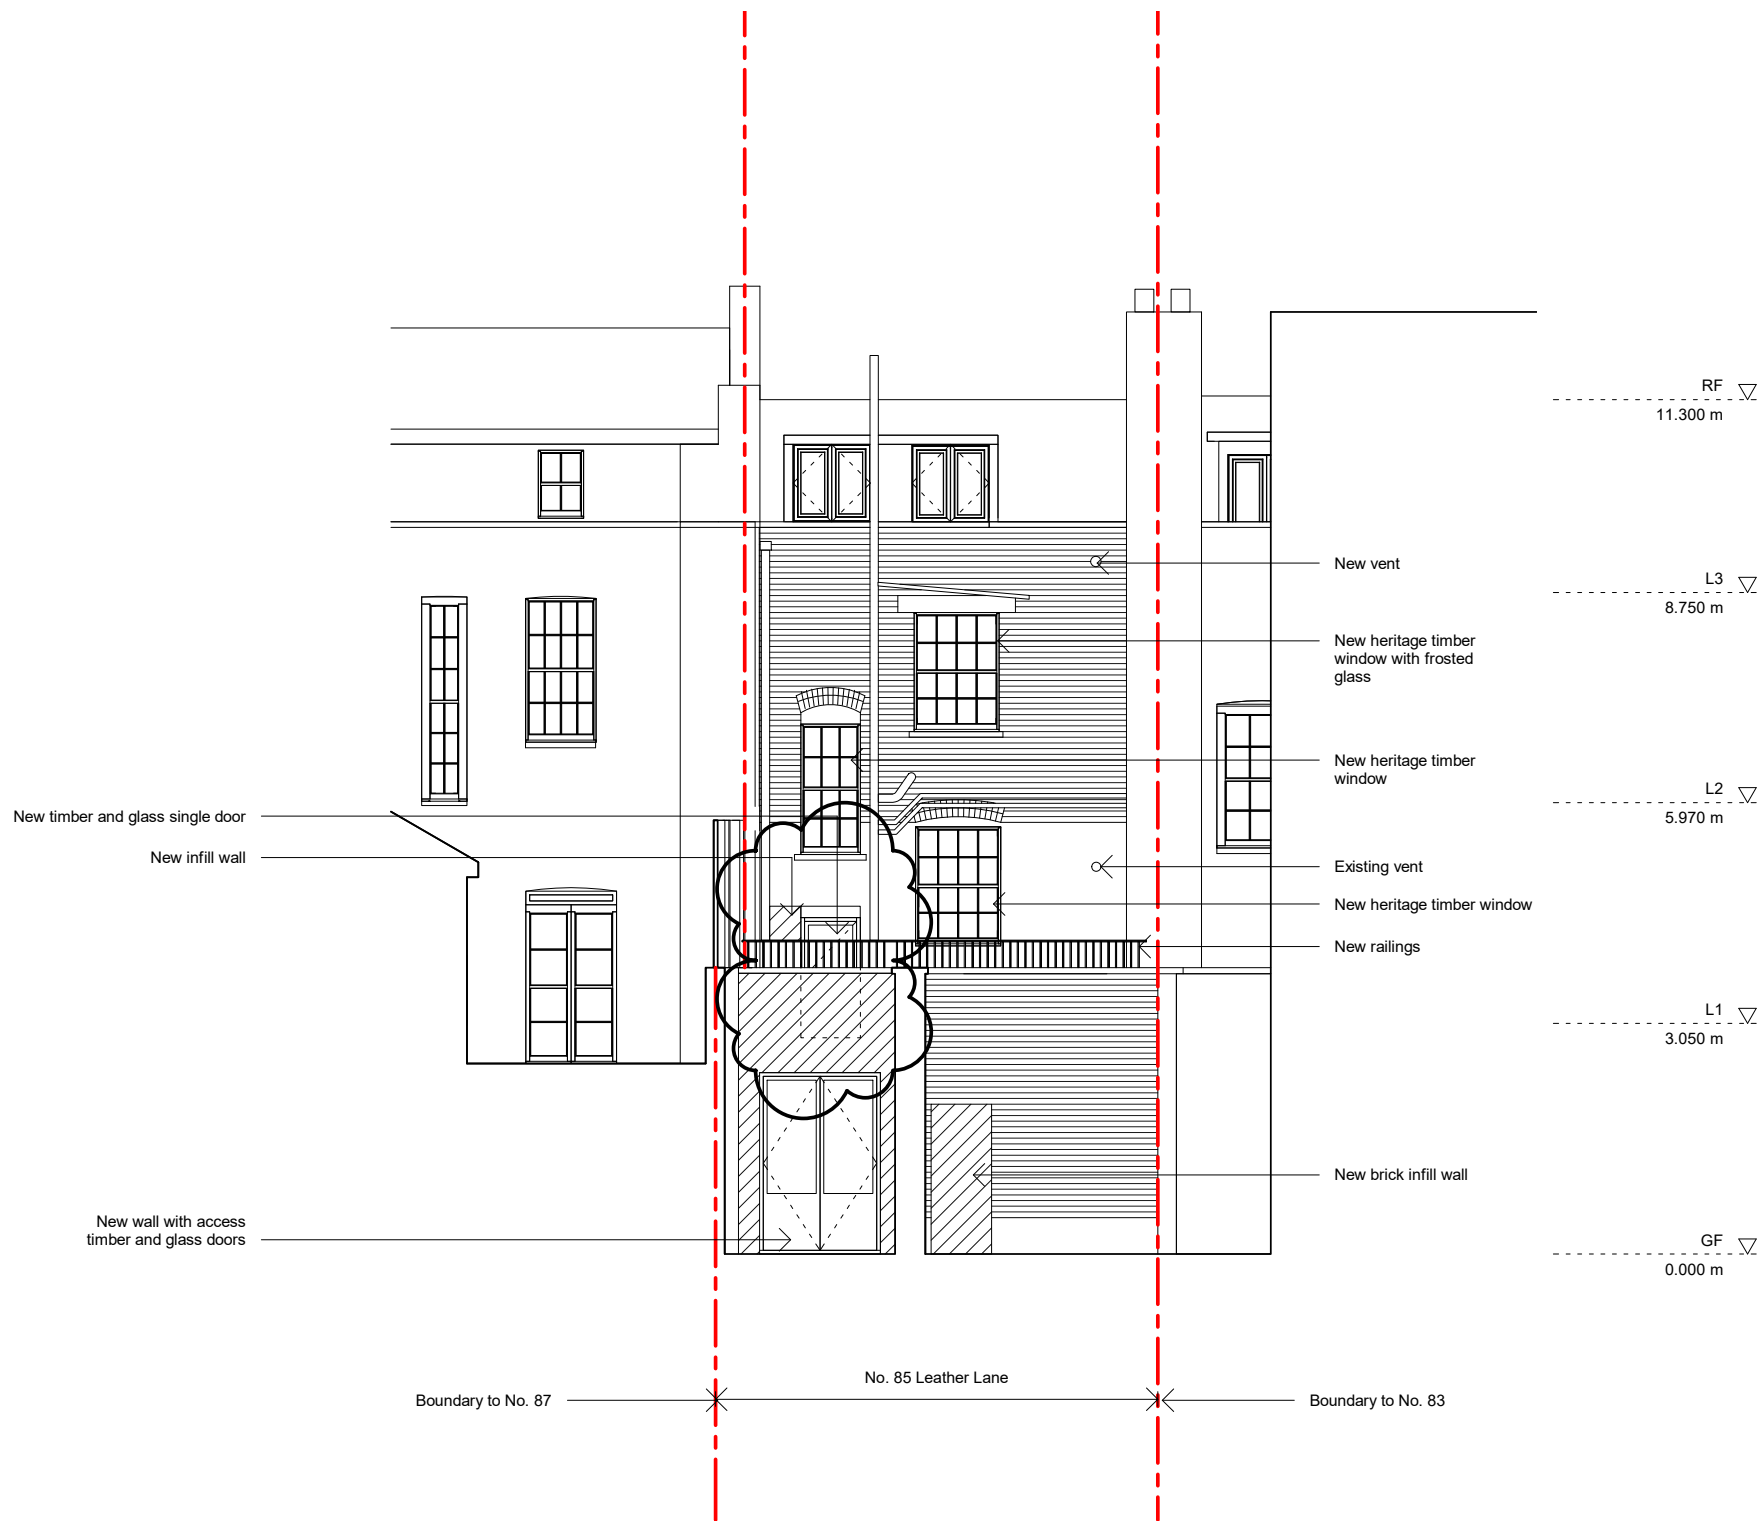 RF
11.300 m
New vent
L3
8.750 m
New heritage timber
window with frosted
glass
New heritage timber
window
L2
5.970 m
New timber and glass single door
New infill wall
Existing vent
New heritage timber window
New railings
L1
3.050 m
New brick infill wall
New wall with access
timber and glass doors
GF
0.000 m
No. 85 Leather Lane
Boundary to No. 87
Boundary to No. 83